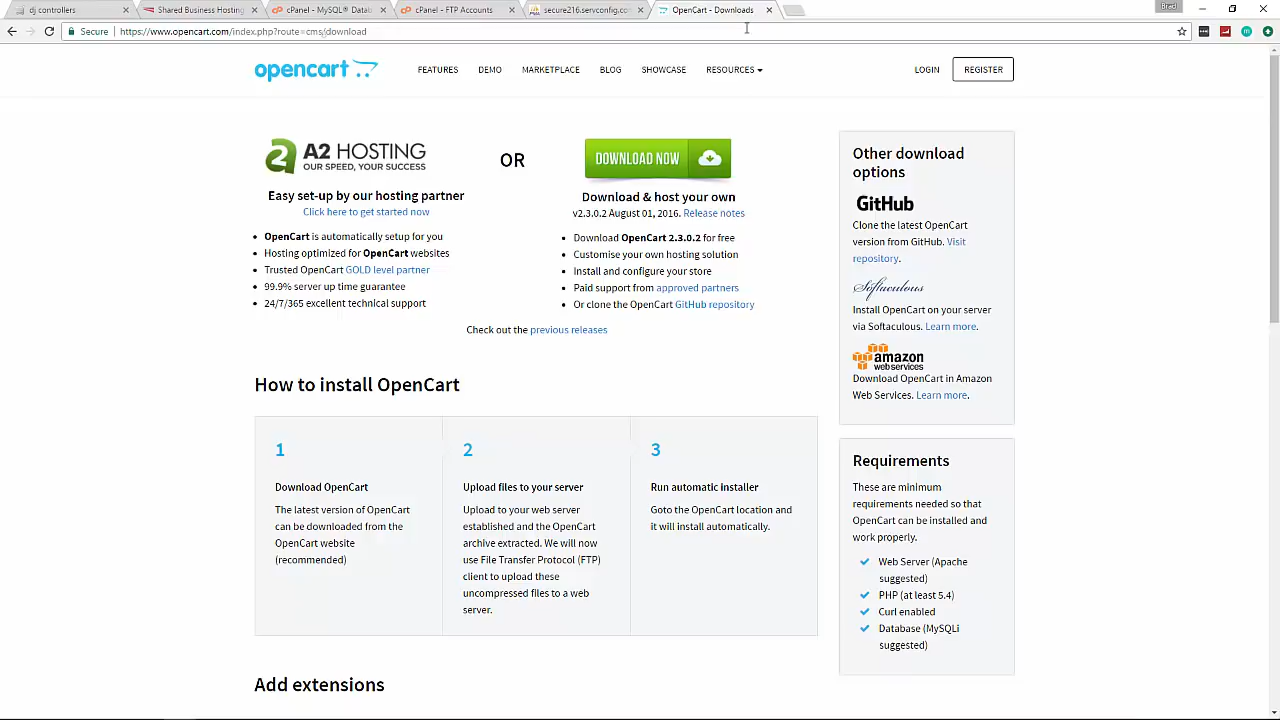 dj controllers
Shared Business Hosting
cPanel - MySQL® Datab
cPanel - FTP Accounts
secure216.servconfig.com
OpenCart - Downloads
Brad
Secure
https://www.opencart.com/index.php?route=cms/download
opencart
FEATURES
DEMO
MARKETPLACE
BLOG
SHOWCASE
RESOURCES
LOGIN
REGISTER
A2 HOSTING
OUR SPEED, YOUR SUCCESS
Easy set-up by our hosting partner
Click here to get started now
OpenCart is automatically setup for you
Hosting optimized for OpenCart websites
Trusted OpenCart GOLD level partner
99.9% server up time guarantee
24/7/365 excellent technical support
OR
DOWNLOAD NOW
Download & host your own
v2.3.0.2 August 01, 2016. Release notes
Download OpenCart 2.3.0.2 for free
Customise your own hosting solution
Install and configure your store
Paid support from approved partners
Or clone the OpenCart GitHub repository
Check out the previous releases
How to install OpenCart
1
Download OpenCart
The latest version of OpenCart
can be downloaded from the
OpenCart website
(recommended)
2
Upload files to your server
Upload to your web server
established and the OpenCart
archive extracted. We will now
use File Transfer Protocol (FTP)
client to upload these
uncompressed files to a web
server.
3
Run automatic installer
Goto the OpenCart location and
it will install automatically.
Add extensions
Other download
options
GitHub
Clone the latest OpenCart
version from GitHub. Visit
repository.
Softaculous
Install OpenCart on your server
via Softaculous. Learn more.
amazon
web services
Download OpenCart in Amazon
Web Services. Learn more.
Requirements
These are minimum
requirements needed so that
OpenCart can be installed and
work properly.
Web Server (Apache
suggested)
PHP (at least 5.4)
Curl enabled
Database (MySQLi
suggested)